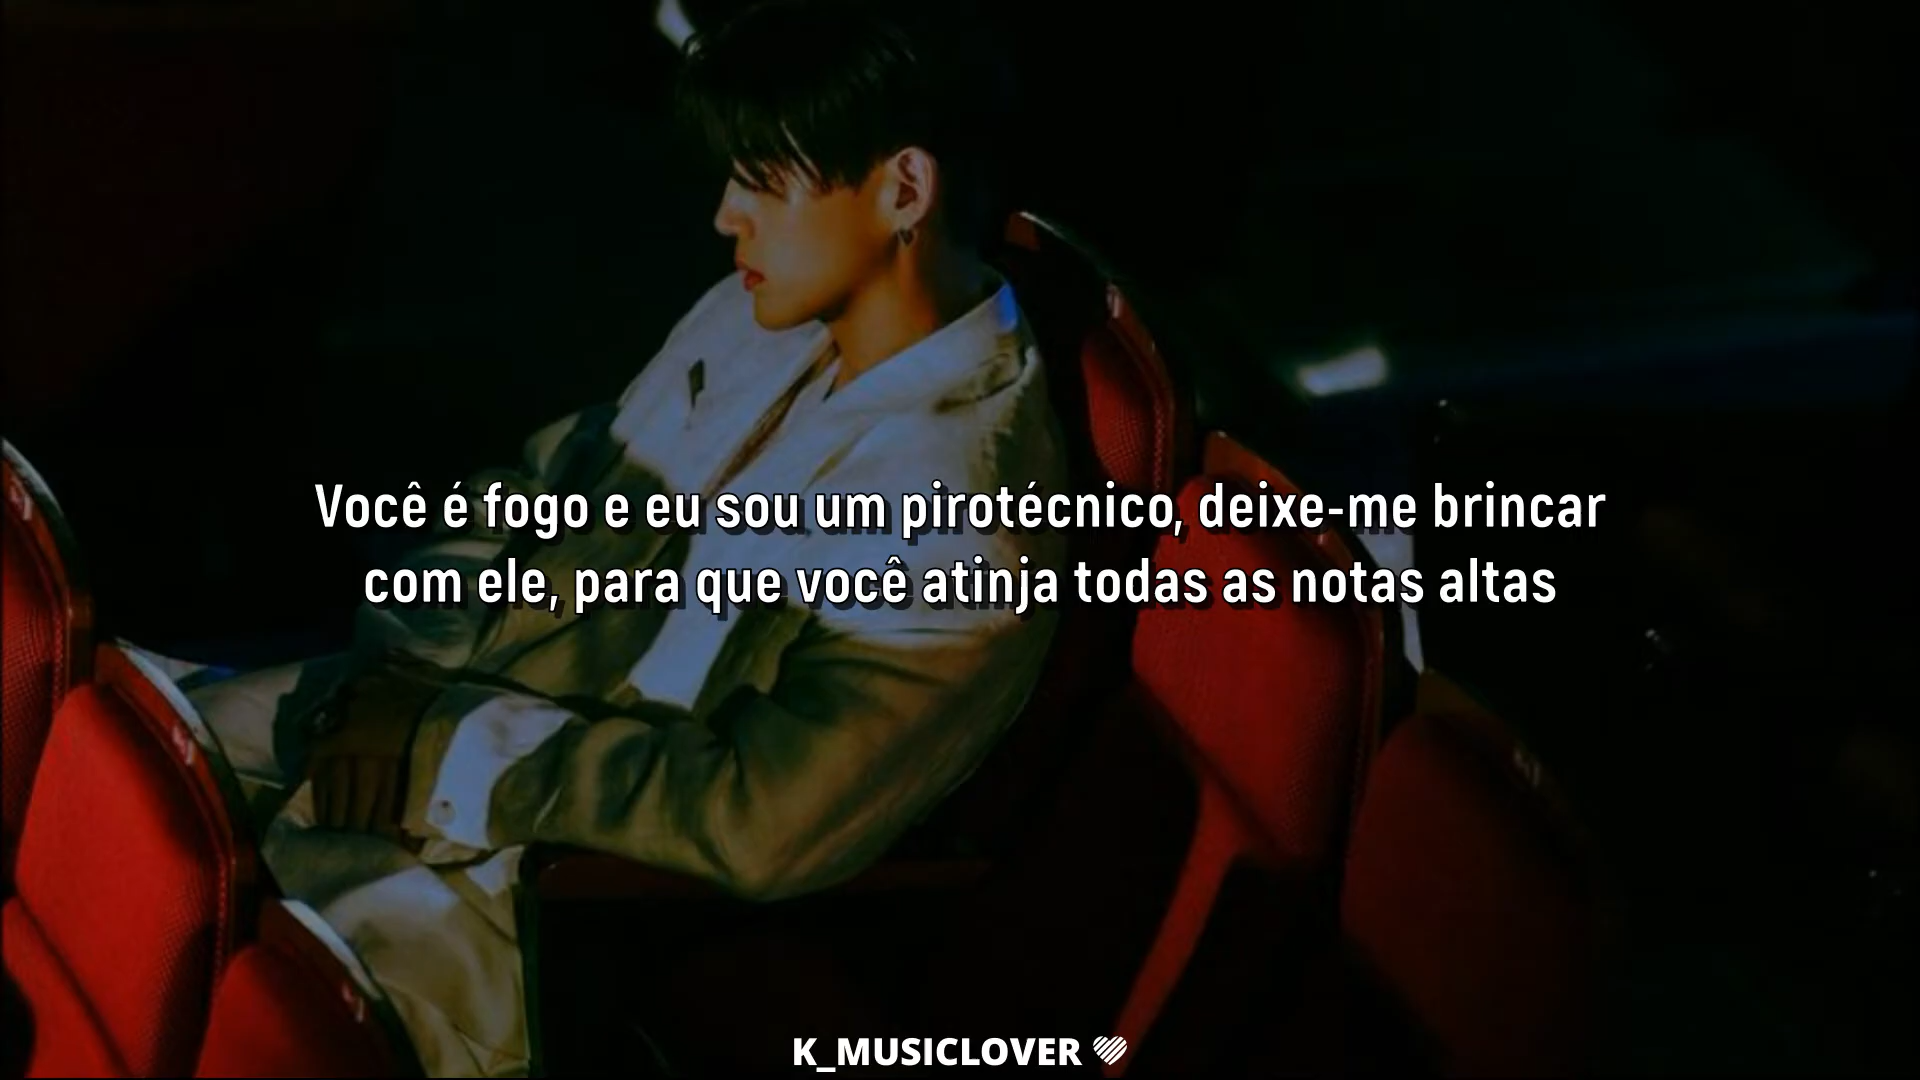 Você é fogo e eu sou um pirotécnico, deixe-me brincar
com ele, para que você atinja todas as notas altas
K_MUSICLOVER